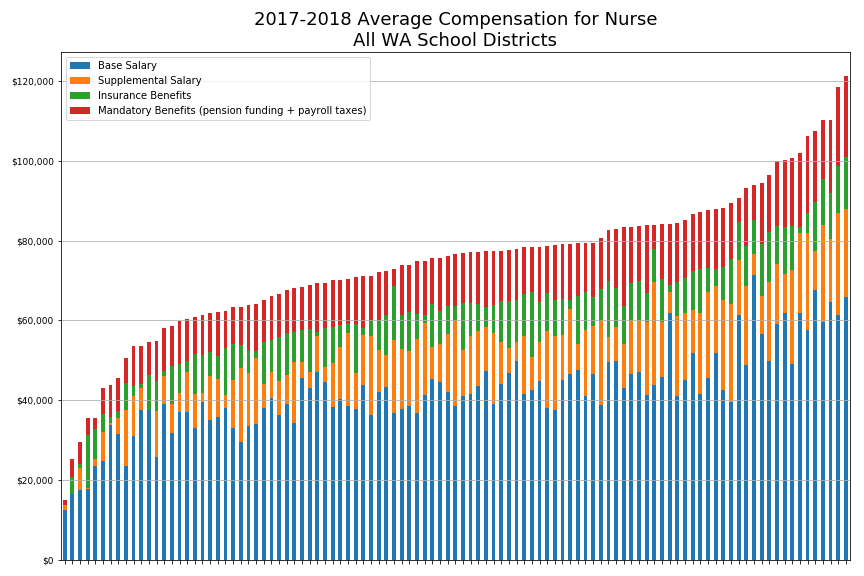 2017-2018 Average Compensation for Nurse
All WA School Districts
Base Salary
Supplemental Salary
Insurance Benefits
Mandatory Benefits (pension funding + payroll taxes)
$120,000
$100,000
$80,000
$60,000
$40,000
$20,000
$0